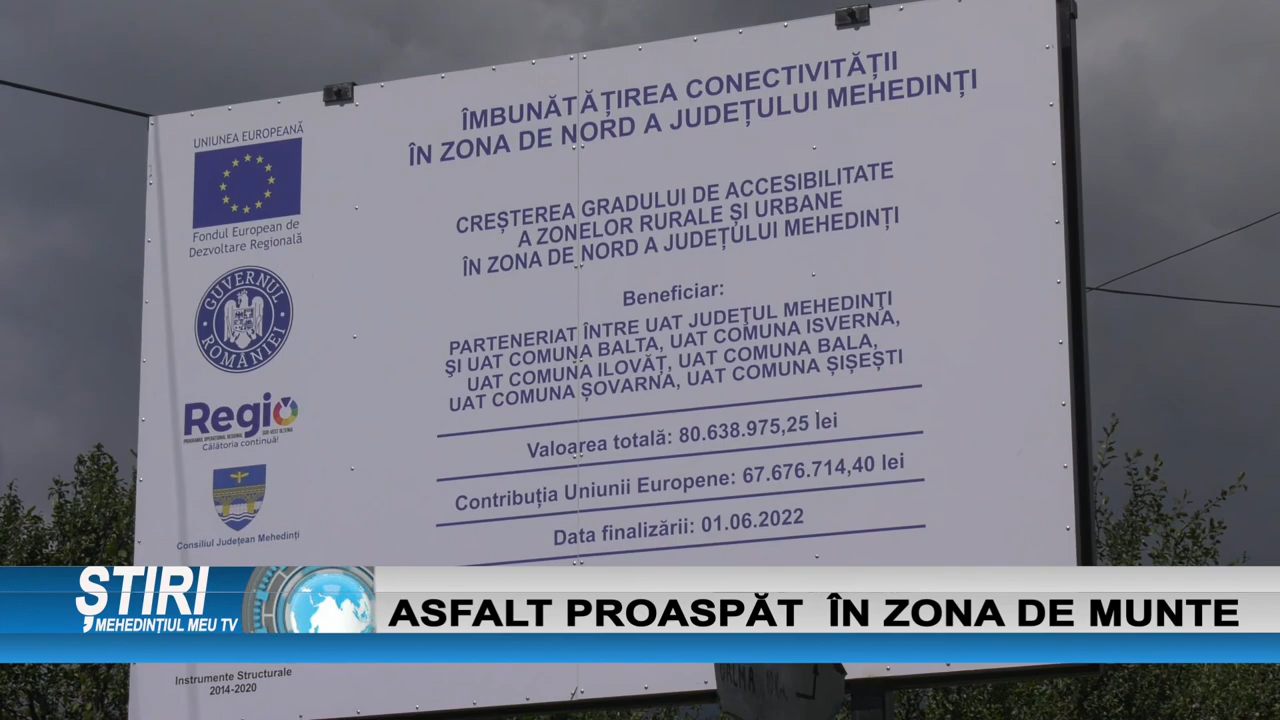 UNIUNEA EUROPEANĂ
Fondul European de
Dezvoltare Regională
GUVERNUL
ROMÂNIEI
Regio
PROGRAMUL OPERAȚIONAL REGIONAL
SUD-VEST OLTENIA
Călătoria continuă!
Consiliul Județean Mehedinți
ÎMBUNĂTĂȚIREA CONECTIVITĂȚII
ÎN ZONA DE NORD A JUDEȚULUI MEHEDINȚI
CREȘTEREA GRADULUI DE ACCESIBILITATE
A ZONELOR RURALE ȘI URBANE
ÎN ZONA DE NORD A JUDEȚULUI MEHEDINȚI
Beneficiar:
PARTENERIAT ÎNTRE UAT JUDEȚUL MEHEDINȚI
ŞI UAT COMUNA BALTA, UAT COMUNA ISVERNA,
UAT COMUNA ILOVĂȚ, UAT COMUNA BALA,
UAT COMUNA ȘOVARNA, UAT COMUNA ȘIȘEȘTI
Valoarea totală: 80.638.975,25 lei
Contribuția Uniunii Europene: 67.676.714,40 lei
Data finalizării: 01.06.2022
ȘTIRI
MEHEDINȚIUL MEU TV
ASFALT PROASPĂT ÎN ZONA DE MUNTE
Instrumente Structurale
2014-2020